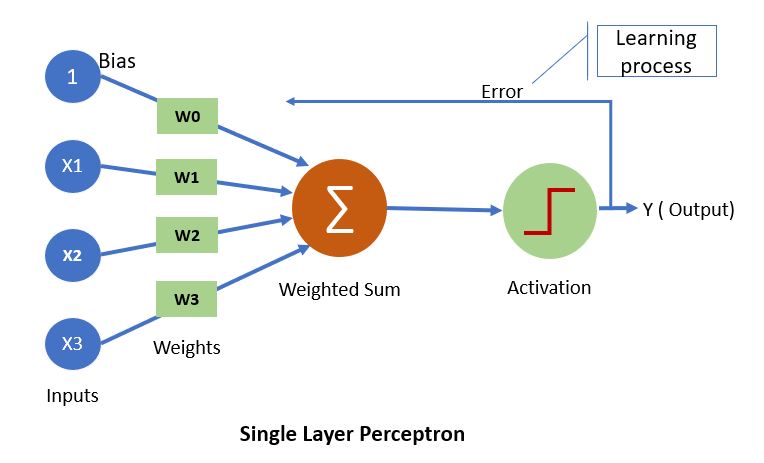 Learning
process
Error
1
Bias
W0
X1
W1
X2
W2
X3
W3
Σ
Weighted Sum
Activation
Y ( Output)
Weights
Inputs
Single Layer Perceptron